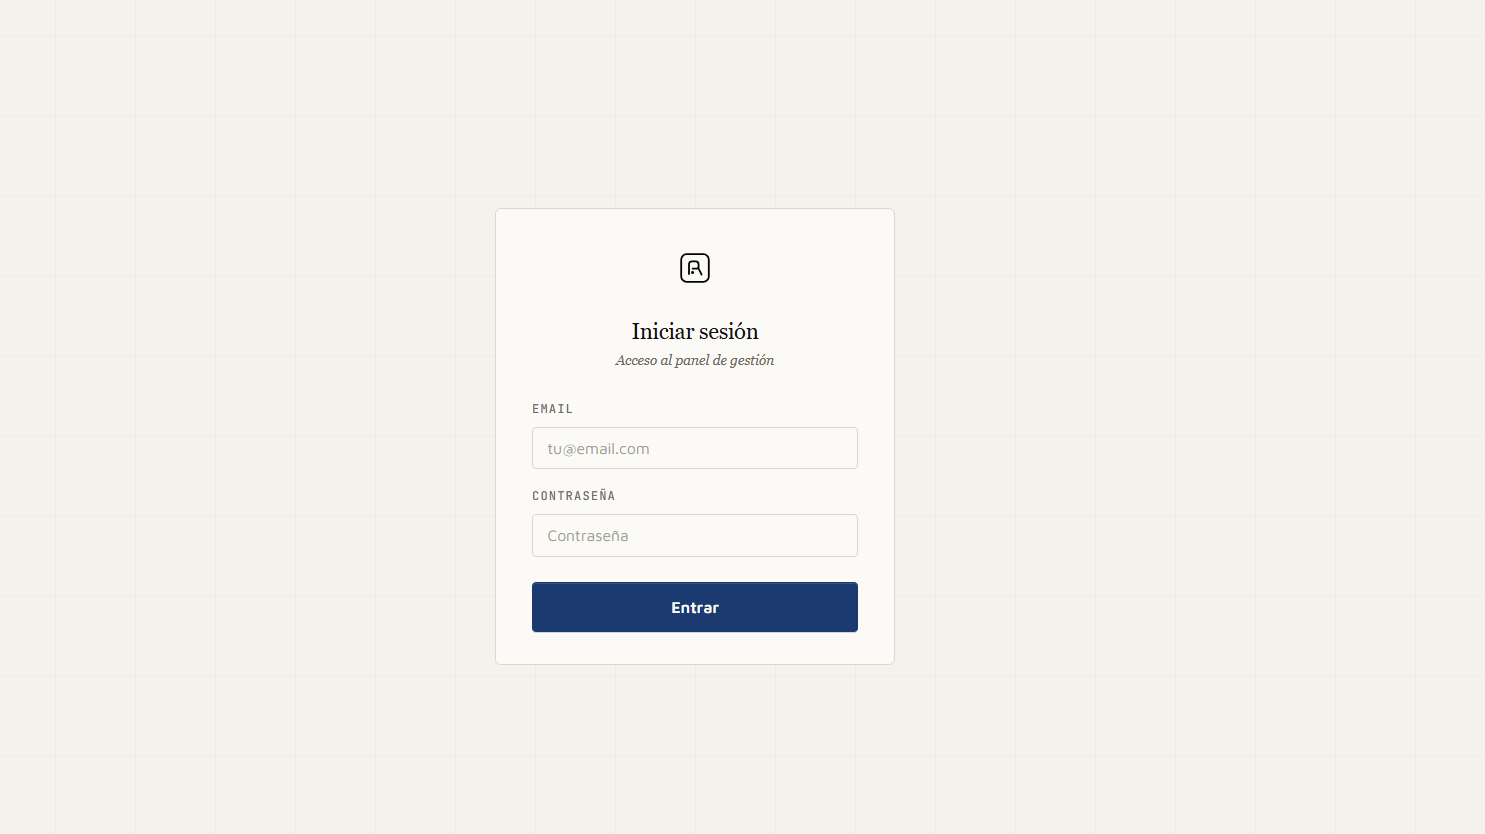 Iniciar sesión
Acceso al panel de gestión
EMAIL
tu@email.com
CONTRASEÑA
Contraseña
Entrar